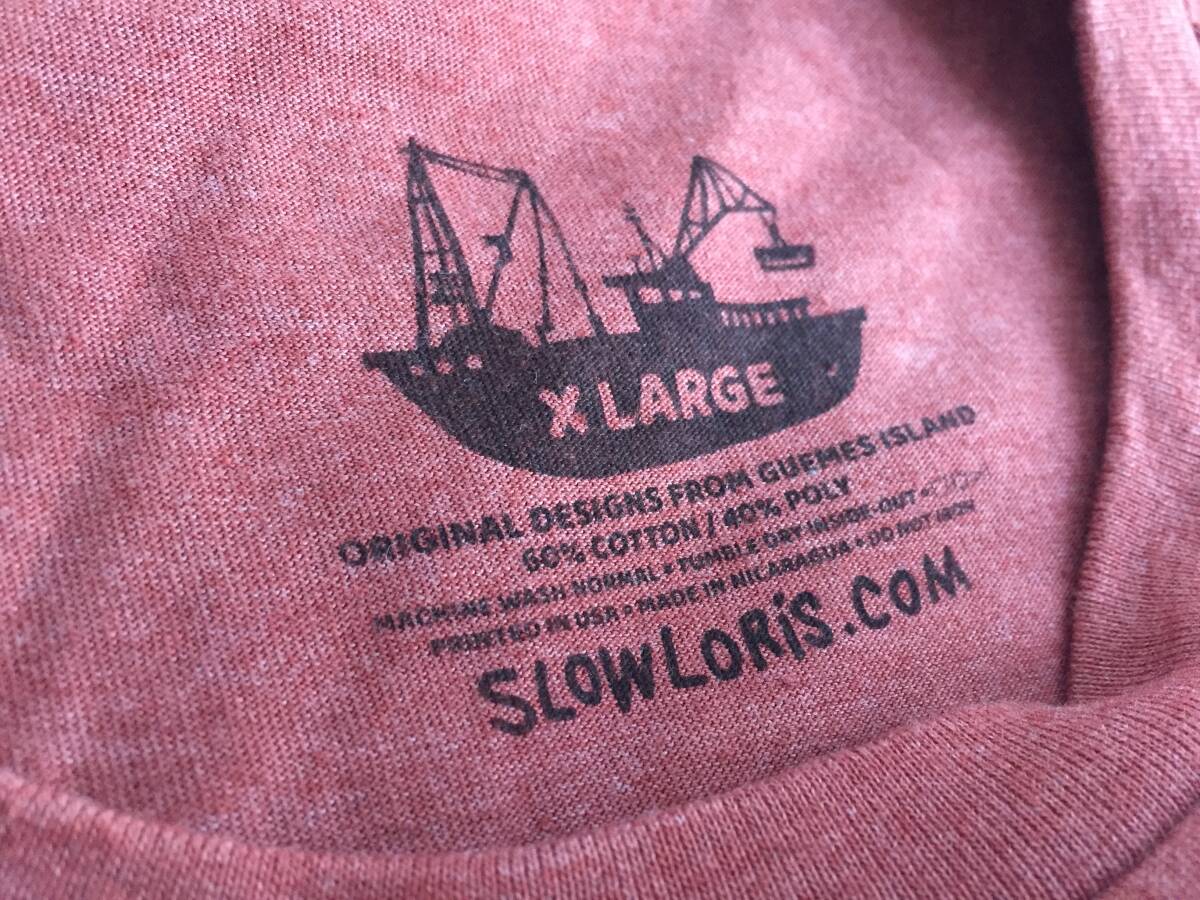 X LARGE
ORIGINAL DESIGNS FROM GUEMES ISLAND
60% COTTON / 40% POLY
MACHINE WASH NORMAL • TUMBLE DRY INSIDE-OUT •
PRINTED IN USA • MADE IN NICARAGUA • DO NOT IRON
SLOWLORIS.COM